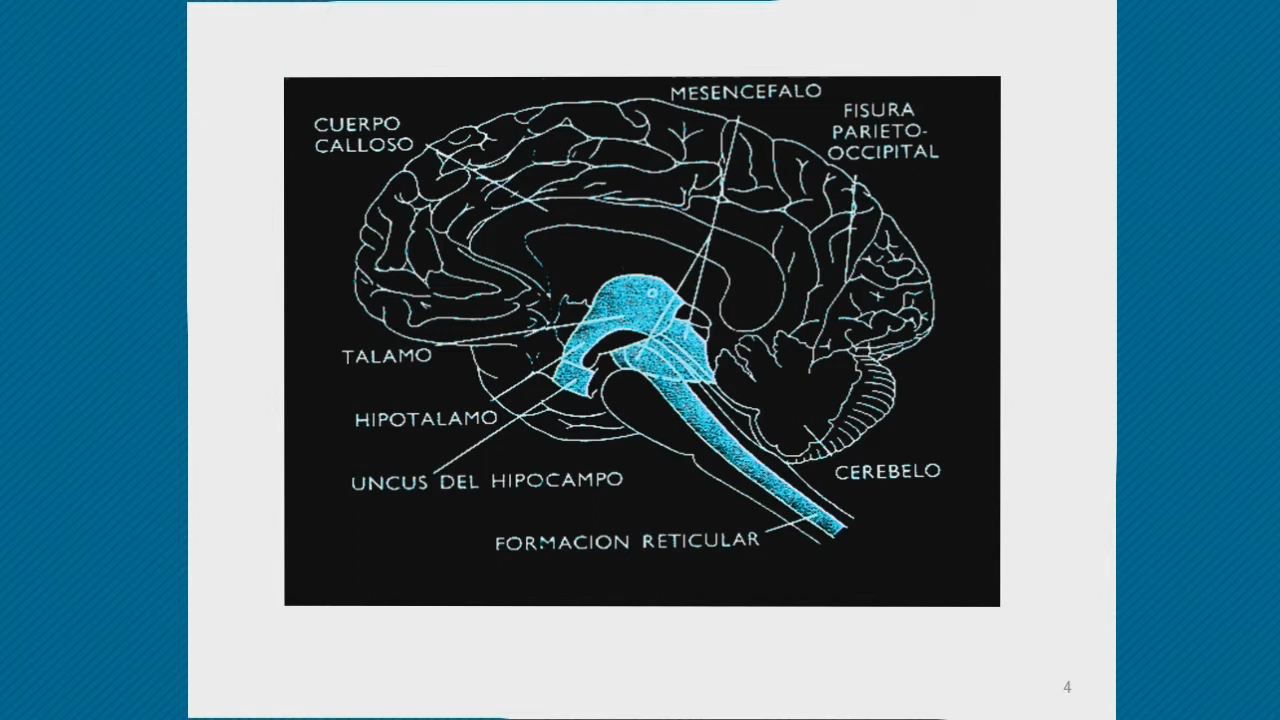 MESENCEFALO
FISURA
PARIETO-
OCCIPITAL
CUERPO
CALLOSO
TALAMO
HIPOTALAMO
UNCUS DEL HIPOCAMPO
CEREBELO
FORMACION RETICULAR
4